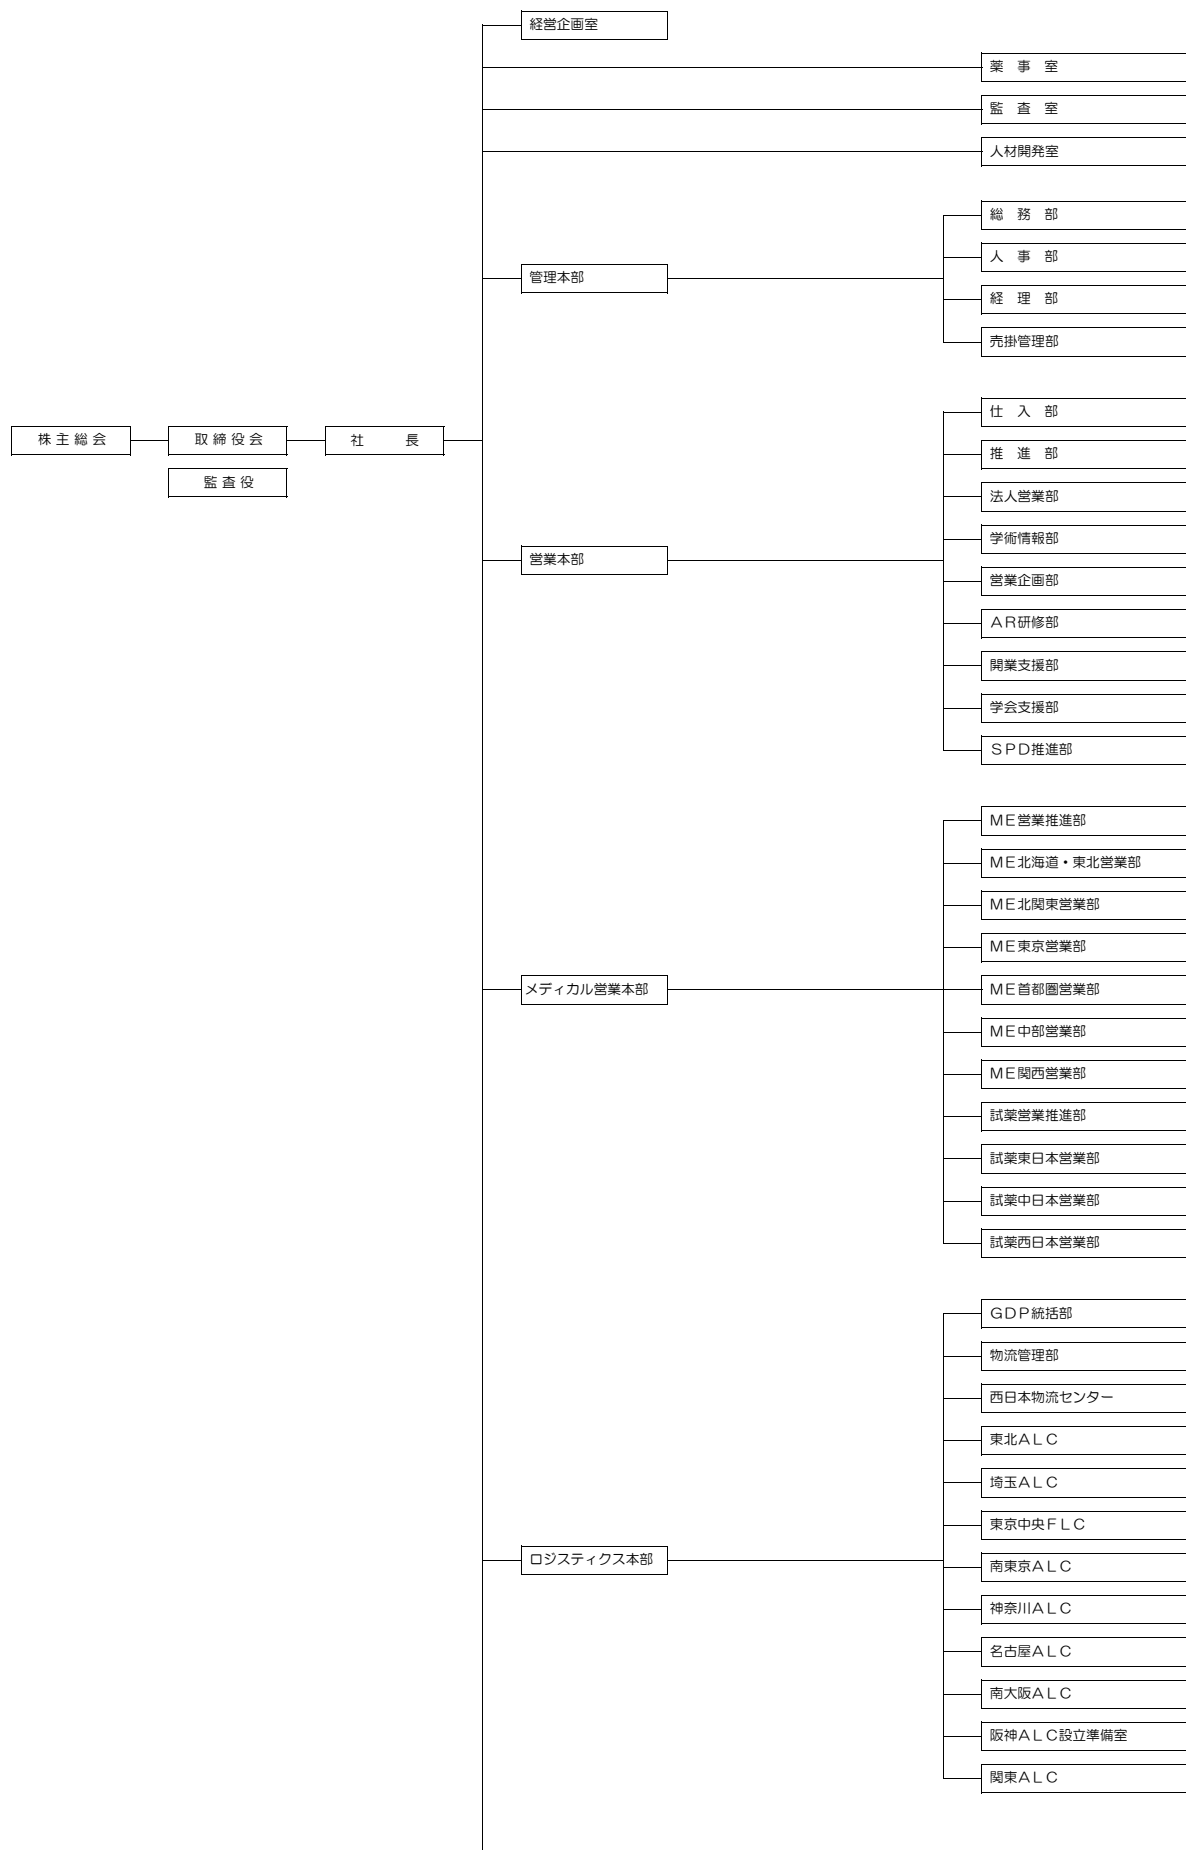 経営企画室
薬　事　室
監　査　室
人材開発室
総　務　部
人　事　部
管理本部
経　理　部
売掛管理部
仕　入　部
株主総会
取締役会
社　　長
推　進　部
監査役
法人営業部
学術情報部
営業本部
営業企画部
ＡＲ研修部
開業支援部
学会支援部
ＳＰＤ推進部
ＭＥ営業推進部
ＭＥ北海道・東北営業部
ＭＥ北関東営業部
ＭＥ東京営業部
メディカル営業本部
ＭＥ首都圏営業部
ＭＥ中部営業部
ＭＥ関西営業部
試薬営業推進部
試薬東日本営業部
試薬中日本営業部
試薬西日本営業部
ＧＤＰ統括部
物流管理部
西日本物流センター
東北ＡＬＣ
埼玉ＡＬＣ
東京中央ＦＬＣ
ロジスティクス本部
南東京ＡＬＣ
神奈川ＡＬＣ
名古屋ＡＬＣ
南大阪ＡＬＣ
阪神ＡＬＣ設立準備室
関東ＡＬＣ